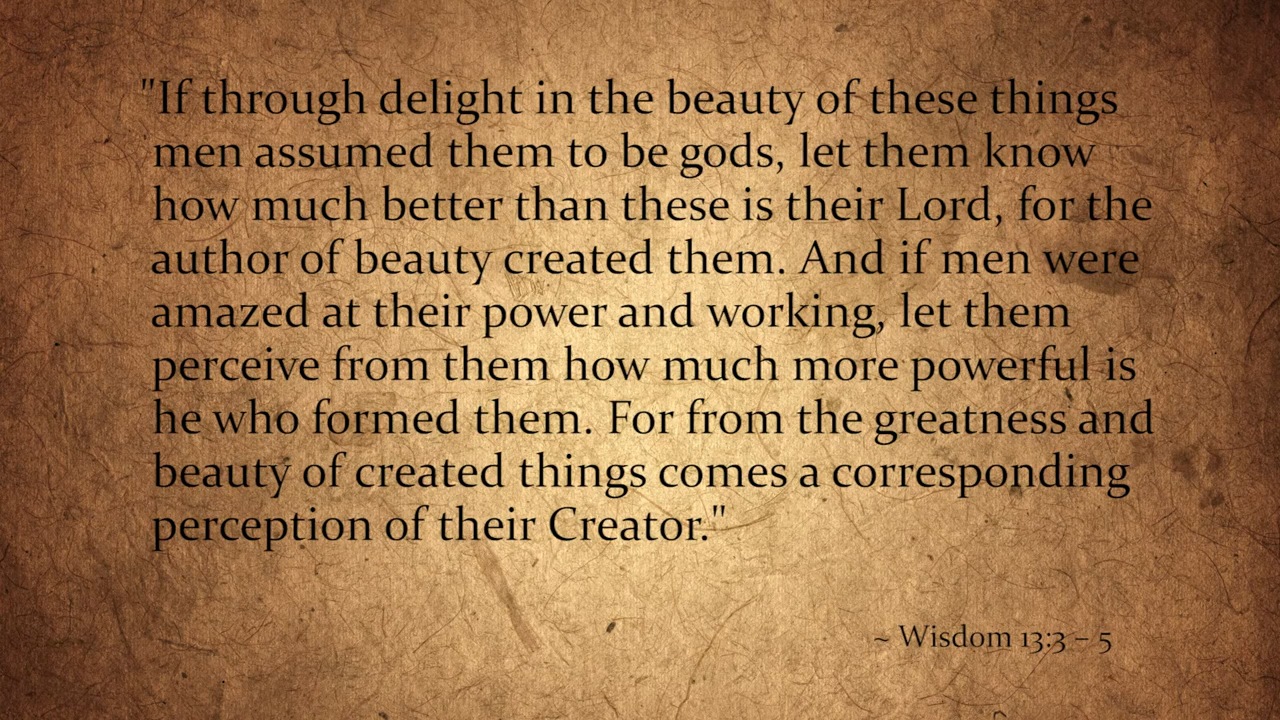 "If through delight in the beauty of these things
men assumed them to be gods, let them know
how much better than these is their Lord, for the
author of beauty created them. And if men were
amazed at their power and working, let them
perceive from them how much more powerful is
he who formed them. For from the greatness and
beauty of created things comes a corresponding
perception of their Creator."
~ Wisdom 13:3 – 5